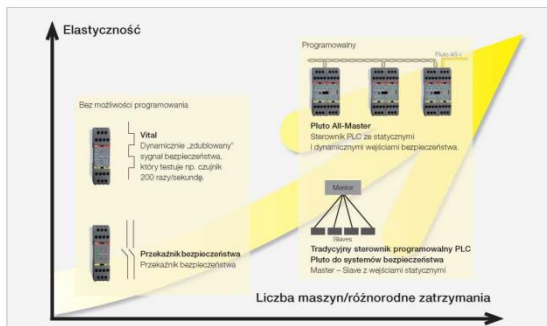 Elastyczność
Programowalny
Pluto AS-i
Bez możliwości programowania
Vital
Dynamicznie „zdublowany”
sygnał bezpieczeństwa,
który testuje np. czujnik
200 razy/sekundę.
Pluto All-Master
Sterownik PLC ze statycznymi
i dynamicznymi wejściami bezpieczeństwa.
Master
Slaves
Przekaźnik bezpieczeństwa
Przekaźnik bezpieczeństwa
Tradycyjny sterownik programowalny PLC
Pluto do systemów bezpieczeństwa
Master – Slave z wejściami statycznymi
Liczba maszyn/różnorodne zatrzymania